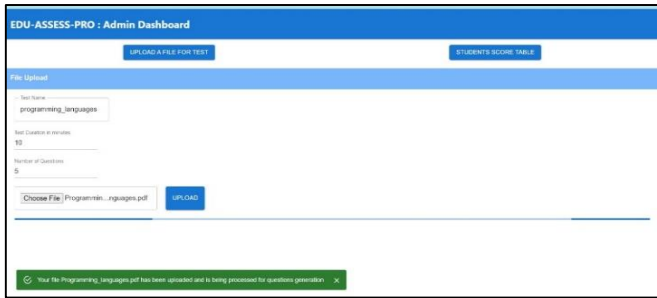 EDU-ASSESS-PRO : Admin Dashboard
UPLOAD A FILE FOR TEST STUDENTS SCORE TABLE
File Upload
Test Name
programming_languages
Test Duration in minutes
10
Number of Questions
5
Choose File Programmin...nguages.pdf UPLOAD
Your file Programming_languages.pdf has been uploaded and is being processed for questions generation